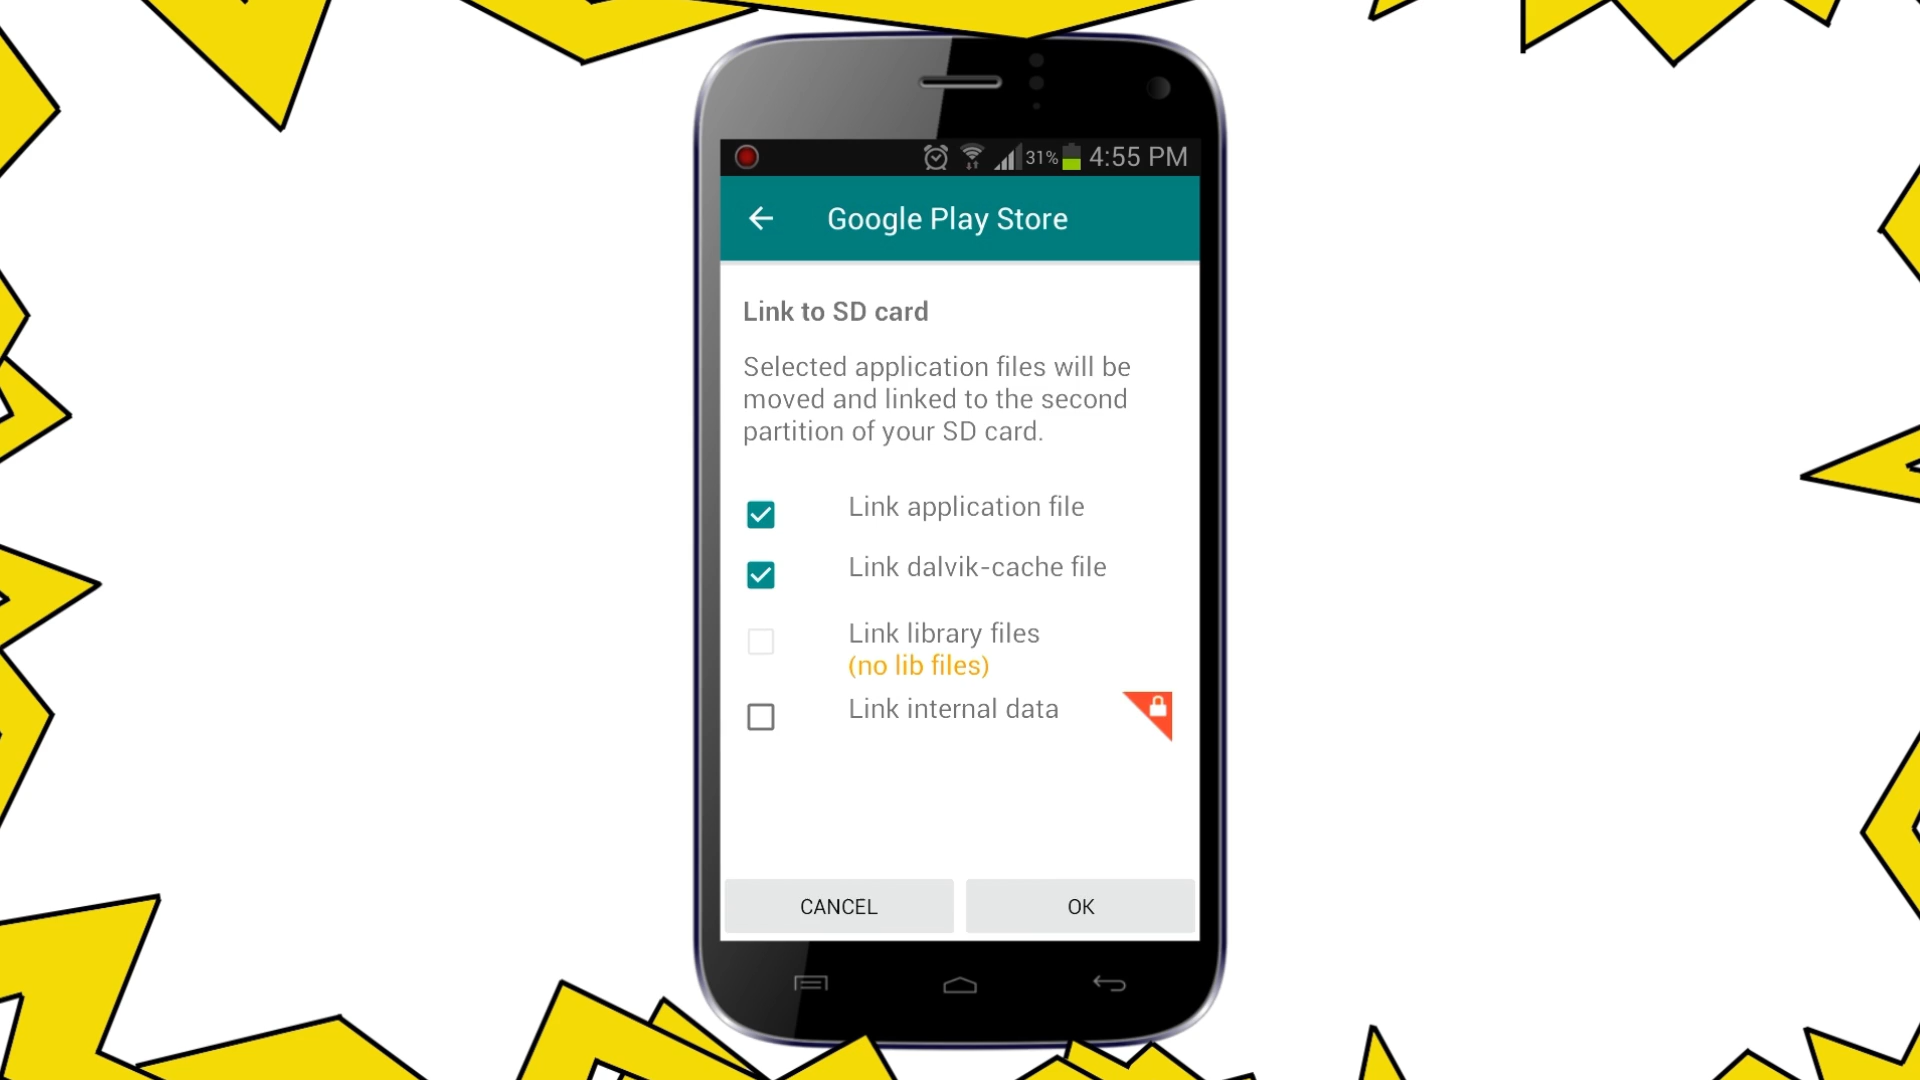 31% 4:55 PM
Google Play Store
Link to SD card
Selected application files will be
moved and linked to the second
partition of your SD card.
Link application file
Link dalvik-cache file
Link library files
(no lib files)
Link internal data
CANCEL OK